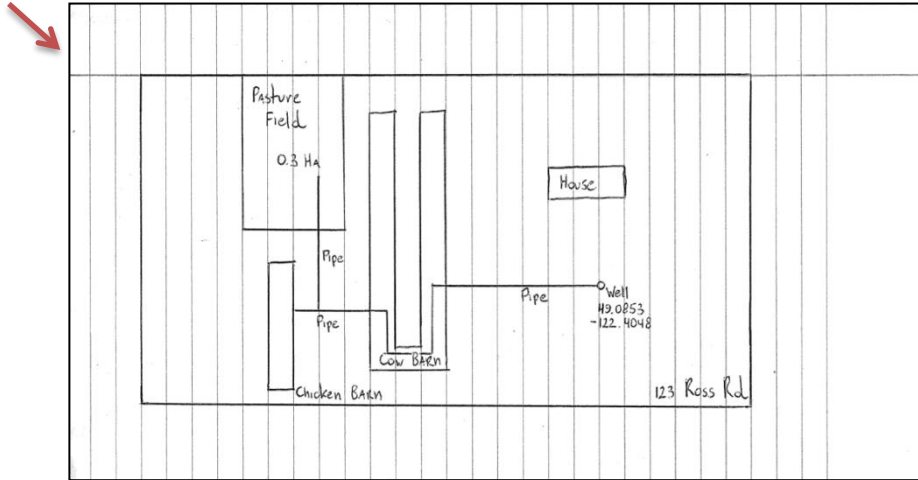 Pasture
Field
0.3 Ha
House
Pipe
Well
49.0853
-122.4048
Pipe
Pipe
Cow BARN
Chicken BARN
123 Ross Rd